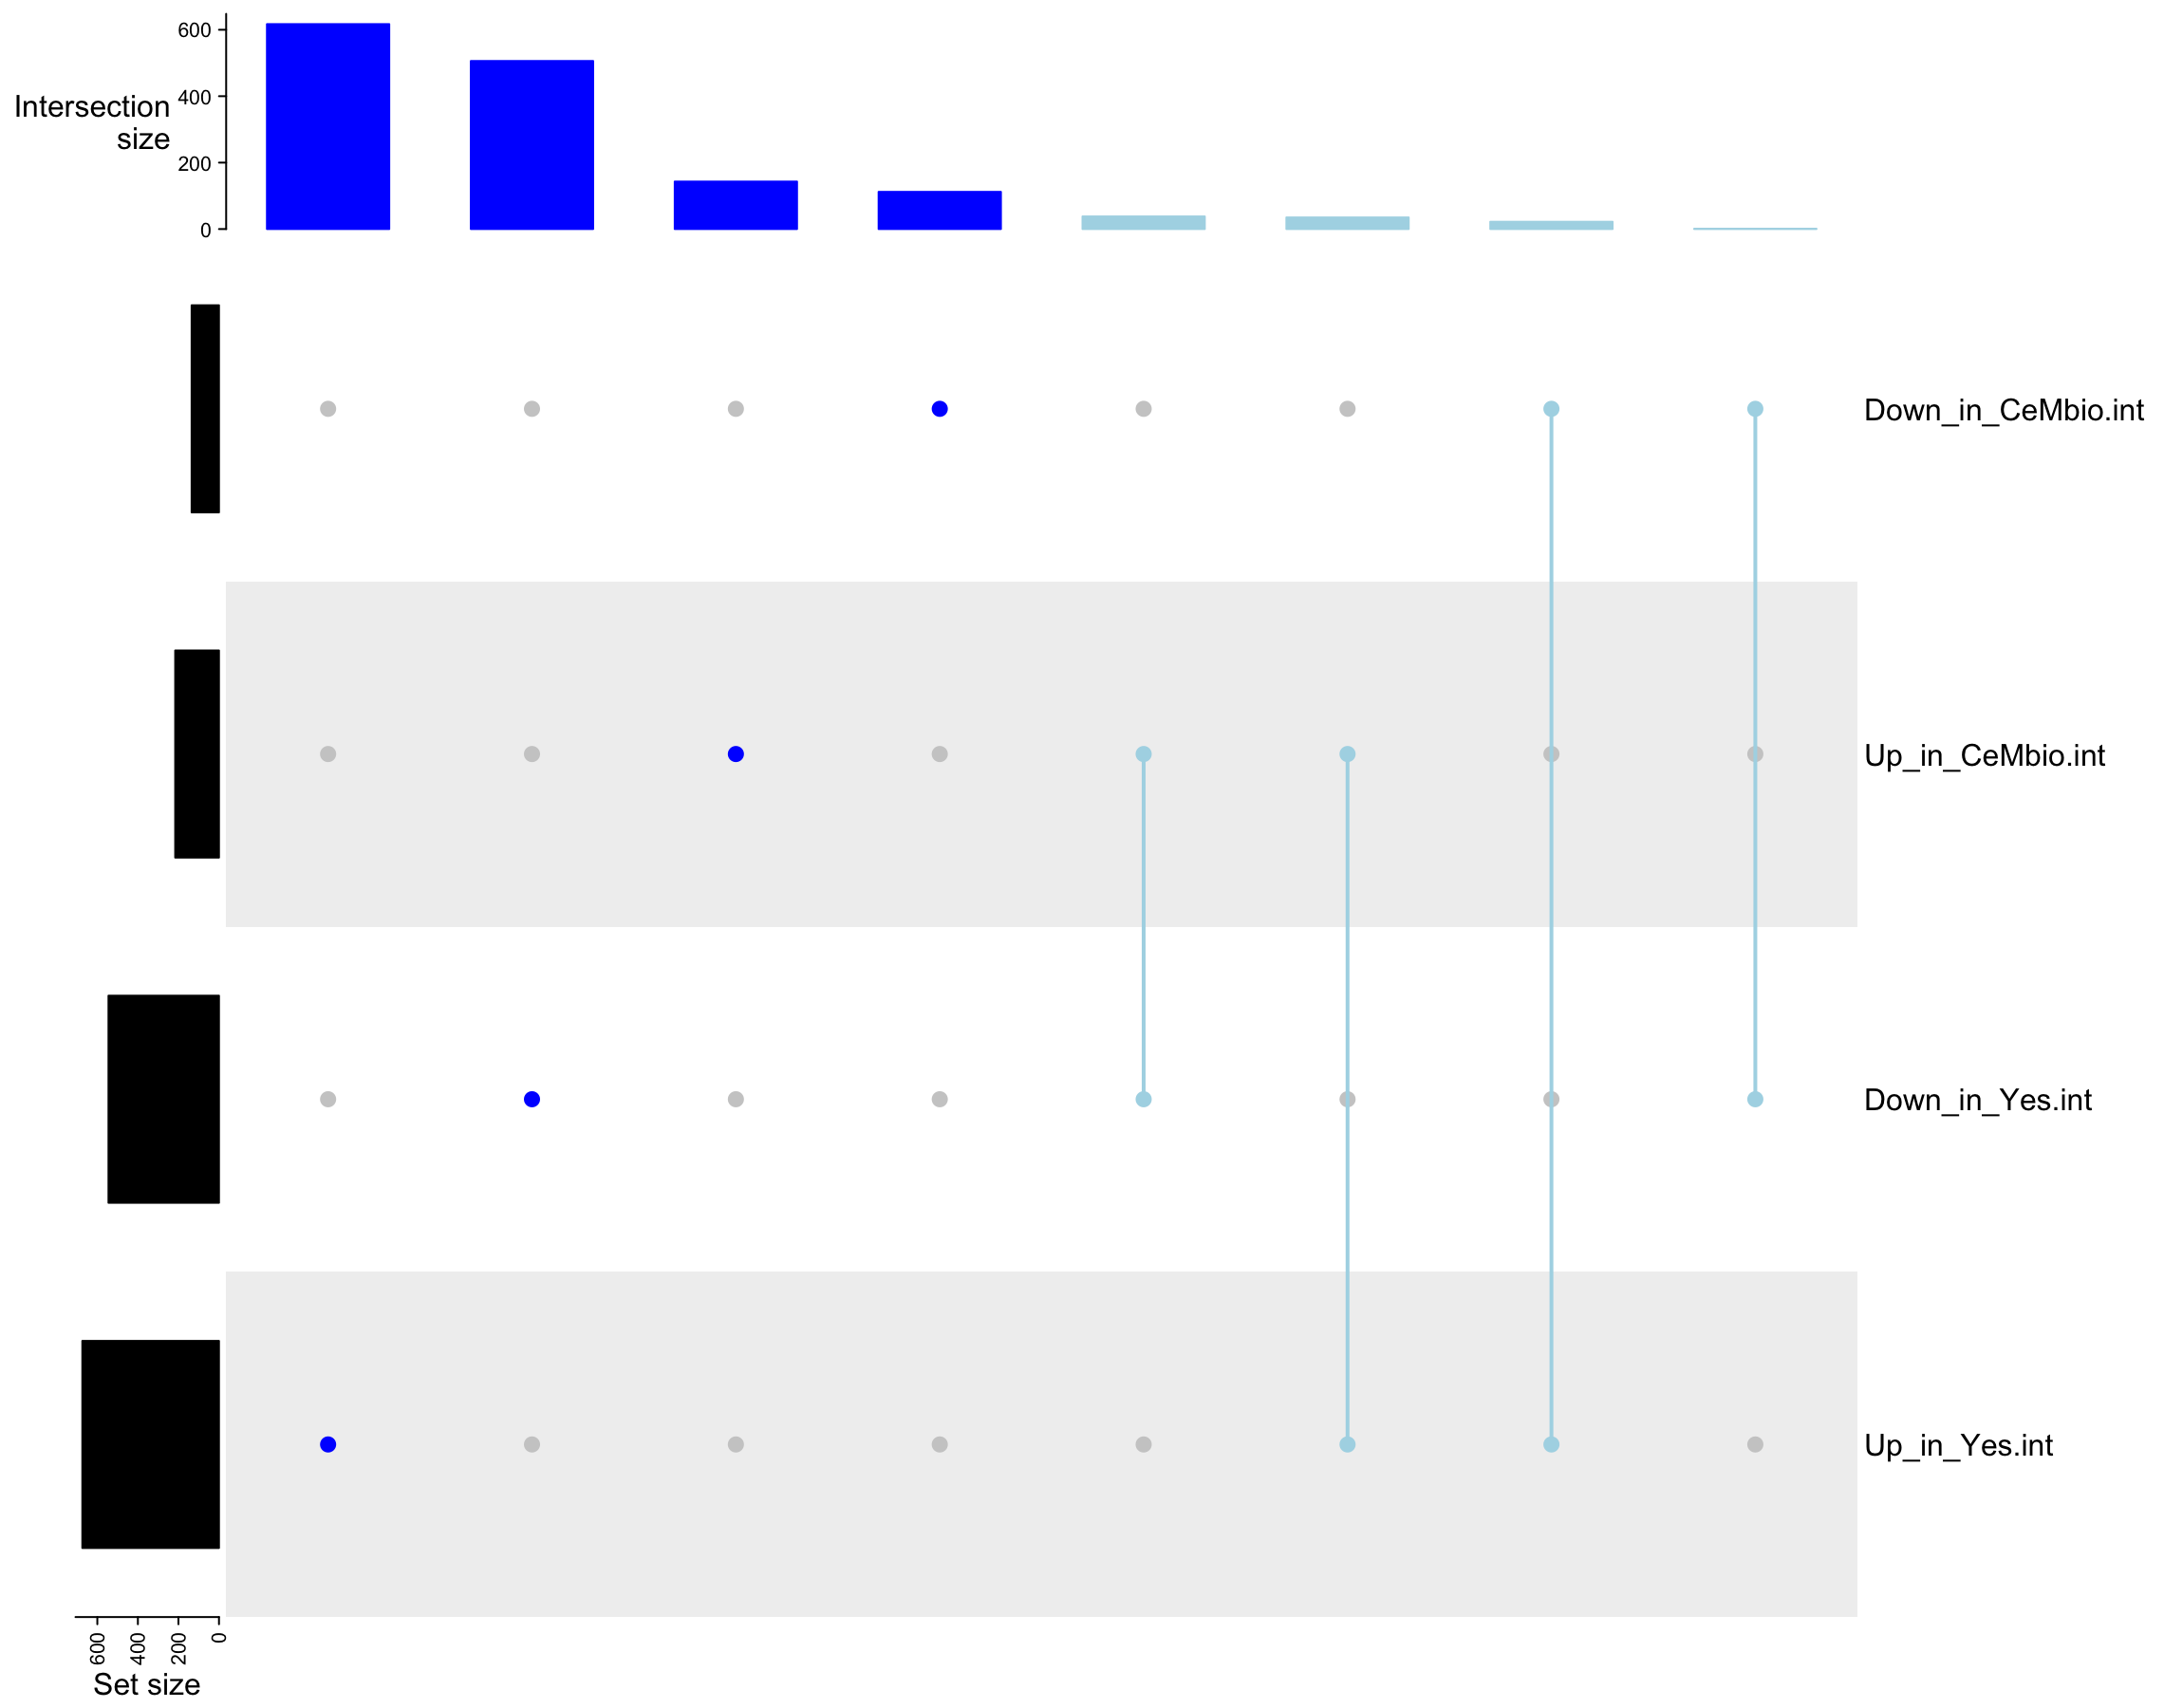 600
Intersection
400
size
200
0
Down_in_CeMbio.int
Up_in_CeMbio.int
Down_in_Yes.int
Up_in_Yes.int
600
400
200
0
Set size